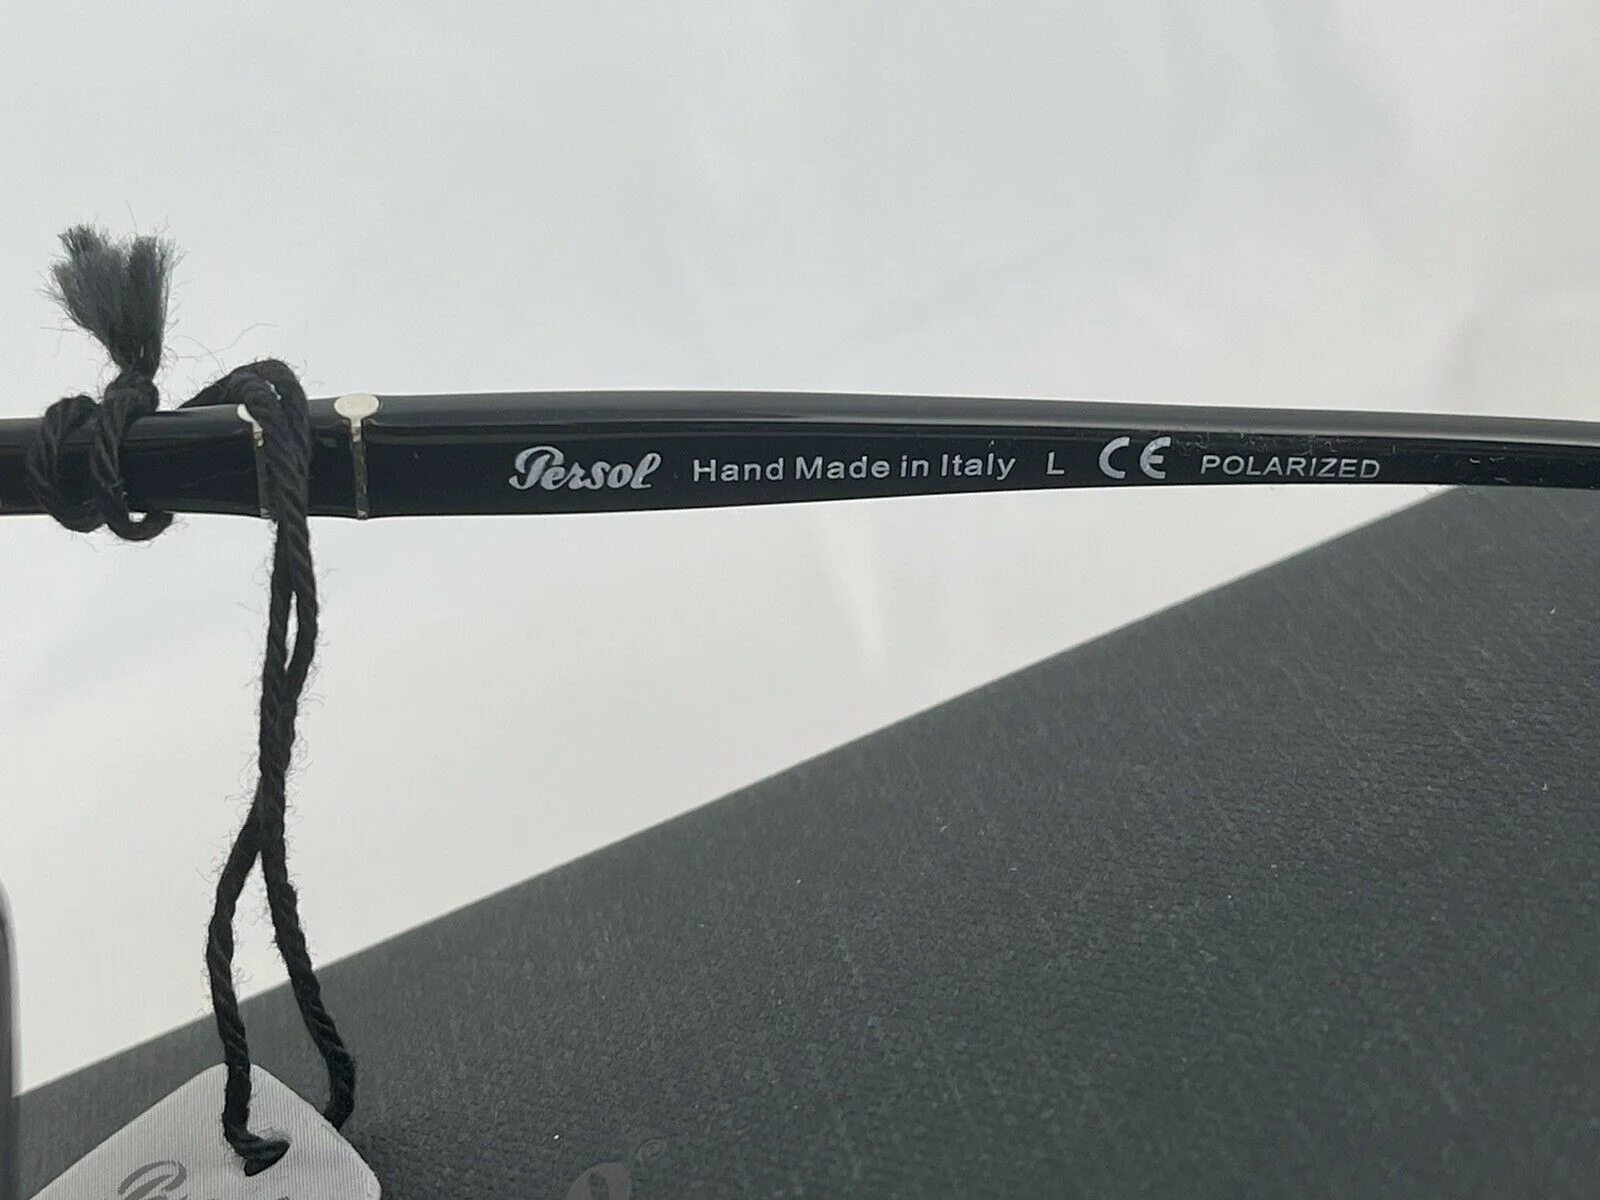 Persol Hand Made in Italy L CE POLARIZED